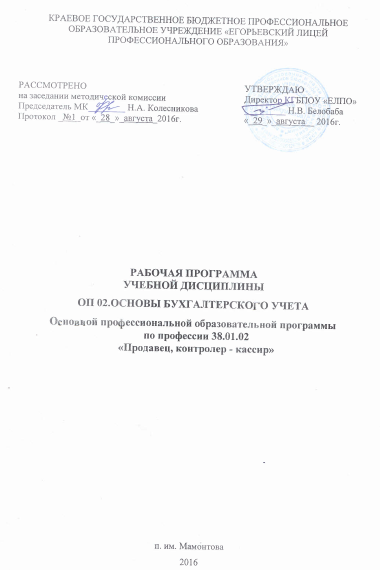 КРАЕВОЕ ГОСУДАРСТВЕННОЕ БЮДЖЕТНОЕ ПРОФЕССИОНАЛЬНОЕ
ОБРАЗОВАТЕЛЬНОЕ УЧРЕЖДЕНИЕ «ЕГОРЬЕВСКИЙ ЛИЦЕЙ
ПРОФЕССИОНАЛЬНОГО ОБРАЗОВАНИЯ»
РАССМОТРЕНО
на заседании методической комиссии
Председатель МК Н.А. Колесникова
Протокол №1 от « 28 » августа 2016г.
УТВЕРЖДАЮ
Директор КГБПОУ «ЕЛПО»
Н.В. Белобаба
« 29 » августа 2016г.
РАБОЧАЯ ПРОГРАММА
УЧЕБНОЙ ДИСЦИПЛИНЫ
ОП 02.ОСНОВЫ БУХГАЛТЕРСКОГО УЧЕТА
Основной профессиональной образовательной программы
по профессии 38.01.02
«Продавец, контролер - кассир»
п. им. Мамонтова
2016